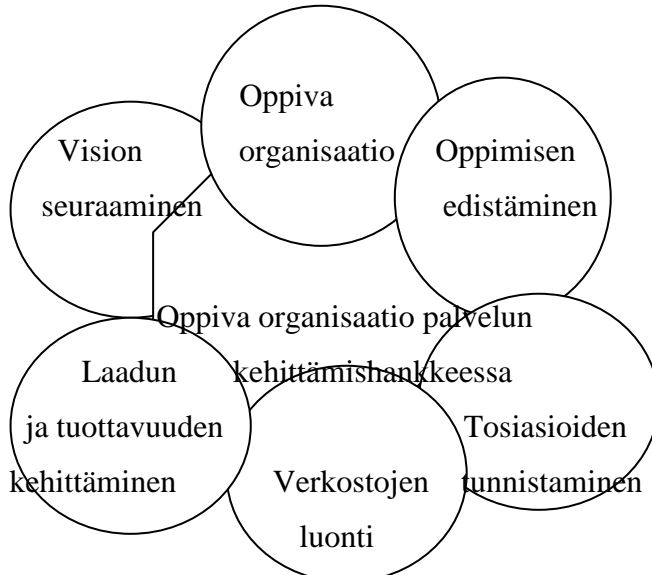 Oppiva
organisaatio
Vision
seuraaminen
Oppimisen
edistäminen
Oppiva organisaatio palvelun
kehittämishankkeessa
Laadun
ja tuottavuuden
kehittäminen
Verkostojen
luonti
Tosiasioiden
tunnistaminen